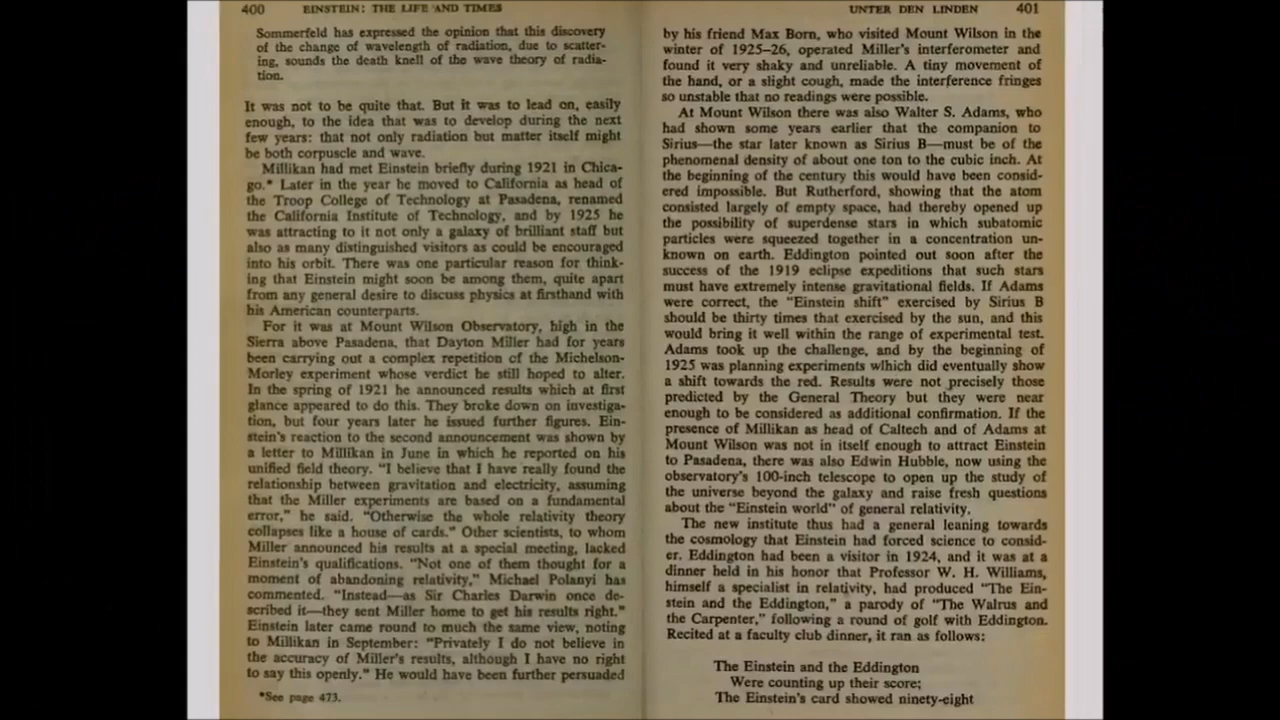 400 EINSTEIN: THE LIFE AND TIMES
Sommerfeld has expressed the opinion that this discovery
of the change of wavelength of radiation, due to scatter-
ing, sounds the death knell of the wave theory of radia-
tion.
It was not to be quite that. But it was to lead on, easily
enough, to the idea that was to develop during the next
few years: that not only radiation but matter itself might
be both corpuscle and wave.
Millikan had met Einstein briefly during 1921 in Chica-
go.* Later in the year he moved to California as head of
the Troop College of Technology at Pasadena, renamed
the California Institute of Technology, and by 1925 he
was attracting to it not only a galaxy of brilliant staff but
also as many distinguished visitors as could be encouraged
into his orbit. There was one particular reason for think-
ing that Einstein might soon be among them, quite apart
from any general desire to discuss physics at firsthand with
his American counterparts.
For it was at Mount Wilson Observatory, high in the
Sierra above Pasadena, that Dayton Miller had for years
been carrying out a complex repetition of the Michelson-
Morley experiment whose verdict he still hoped to alter.
In the spring of 1921 he announced results which at first
glance appeared to do this. They broke down on investiga-
tion, but four years later he issued further figures. Ein-
stein's reaction to the second announcement was shown by
a letter to Millikan in June in which he reported on his
unified field theory. "I believe that I have really found the
relationship between gravitation and electricity, assuming
that the Miller experiments are based on a fundamental
error," he said. "Otherwise the whole relativity theory
collapses like a house of cards." Other scientists, to whom
Miller announced his results at a special meeting, lacked
Einstein's qualifications. "Not one of them thought for a
moment of abandoning relativity," Michael Polanyi has
commented. "Instead—as Sir Charles Darwin once de-
scribed it—they sent Miller home to get his results right."
Einstein later came round to much the same view, noting
to Millikan in September: "Privately I do not believe in
the accuracy of Miller's results, although I have no right
to say this openly." He would have been further persuaded
*See page 473.
UNTER DEN LINDEN 401
by his friend Max Born, who visited Mount Wilson in the
winter of 1925–26, operated Miller's interferometer and
found it very shaky and unreliable. A tiny movement of
the hand, or a slight cough, made the interference fringes
so unstable that no readings were possible.
At Mount Wilson there was also Walter S. Adams, who
had shown some years earlier that the companion to
Sirius—the star later known as Sirius B—must be of the
phenomenal density of about one ton to the cubic inch. At
the beginning of the century this would have been consid-
ered impossible. But Rutherford, showing that the atom
consisted largely of empty space, had thereby opened up
the possibility of superdense stars in which subatomic
particles were squeezed together in a concentration un-
known on earth. Eddington pointed out soon after the
success of the 1919 eclipse expeditions that such stars
must have extremely intense gravitational fields. If Adams
were correct, the "Einstein shift" exercised by Sirius B
should be thirty times that exercised by the sun, and this
would bring it well within the range of experimental test.
Adams took up the challenge, and by the beginning of
1925 was planning experiments which did eventually show
a shift towards the red. Results were not precisely those
predicted by the General Theory but they were near
enough to be considered as additional confirmation. If the
presence of Millikan as head of Caltech and of Adams at
Mount Wilson was not in itself enough to attract Einstein
to Pasadena, there was also Edwin Hubble, now using the
observatory's 100-inch telescope to open up the study of
the universe beyond the galaxy and raise fresh questions
about the "Einstein world" of general relativity.
The new institute thus had a general leaning towards
the cosmology that Einstein had forced science to consid-
er. Eddington had been a visitor in 1924, and it was at a
dinner held in his honor that Professor W. H. Williams,
himself a specialist in relativity, had produced "The Ein-
stein and the Eddington," a parody of "The Walrus and
the Carpenter," following a round of golf with Eddington.
Recited at a faculty club dinner, it ran as follows:
The Einstein and the Eddington
Were counting up their score;
The Einstein's card showed ninety-eight